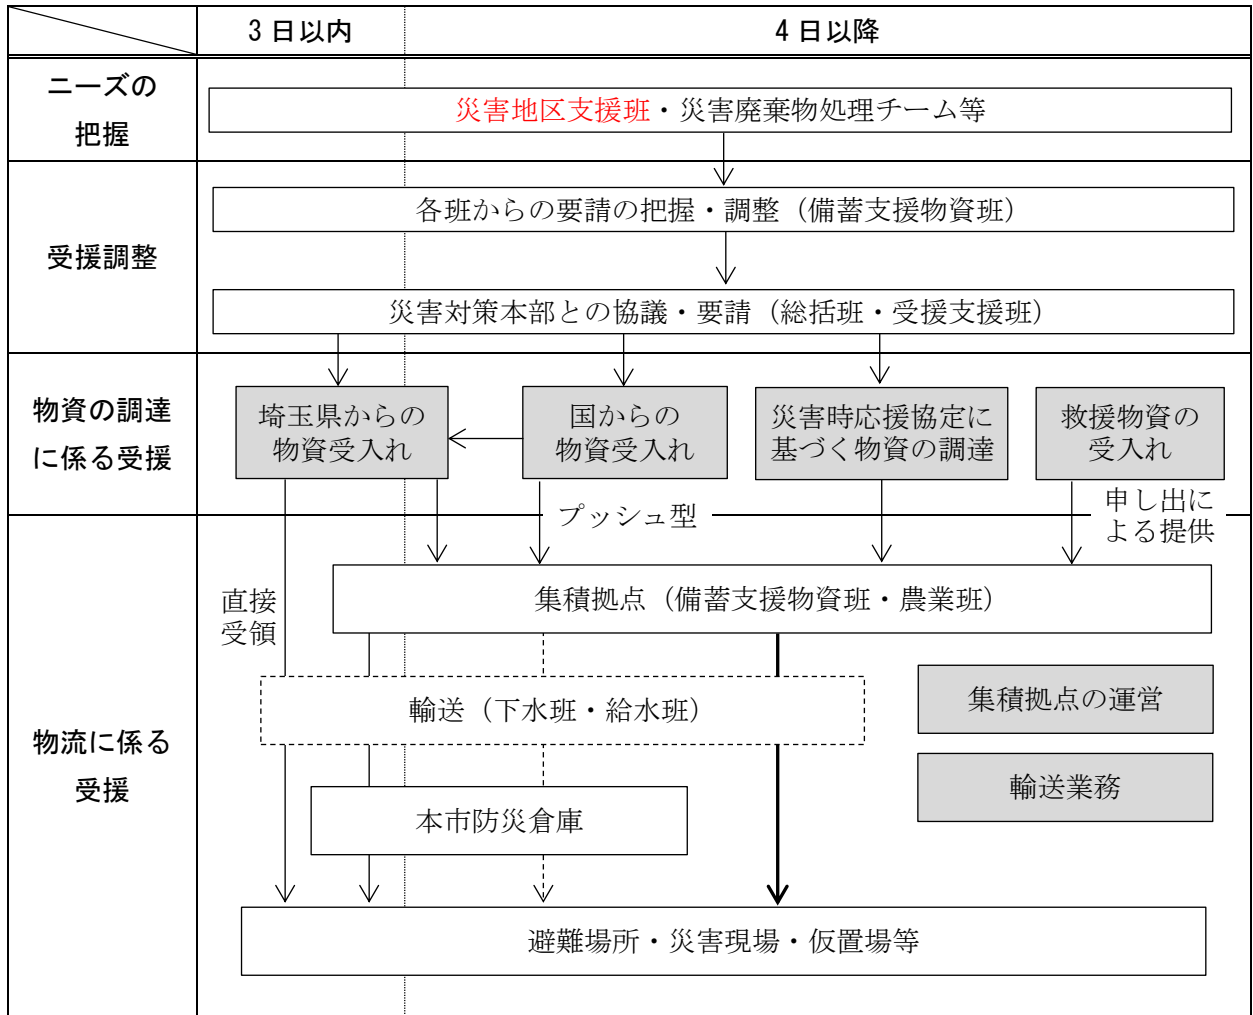 3日以内
4日以降
ニーズの
把握
災害地区支援班・災害廃棄物処理チーム等
受援調整
各班からの要請の把握・調整（備蓄支援物資班）
災害対策本部との協議・要請（総括班・受援支援班）
物資の調達
に係る受援
埼玉県からの
物資受入れ
国からの
物資受入れ
災害時応援協定に
基づく物資の調達
救援物資の
受入れ
プッシュ型
申し出に
よる提供
物流に係る
受援
直接
受領
集積拠点（備蓄支援物資班・農業班）
輸送（下水班・給水班）
集積拠点の運営
輸送業務
本市防災倉庫
避難場所・災害現場・仮置場等